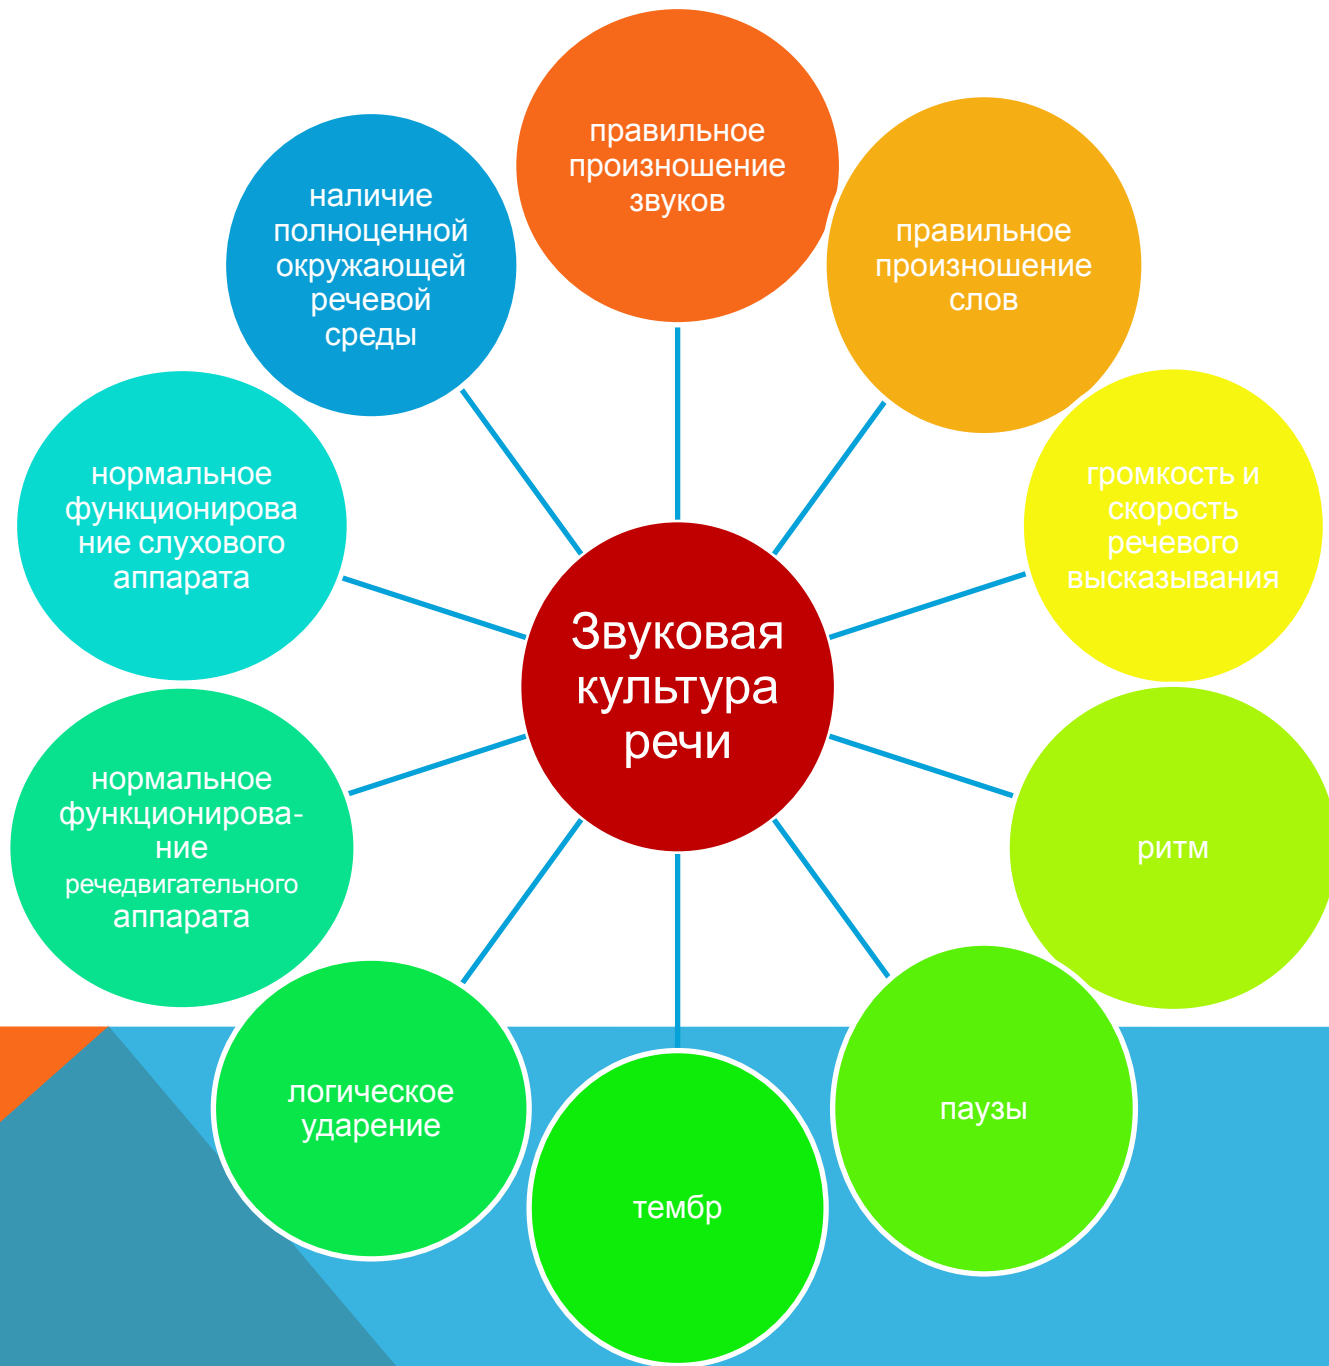 правильное
произношение
звуков
правильное
произношение
слов
громкость и
скорость
речевого
высказывания
ритм
паузы
тембр
логическое
ударение
нормальное
функционирова-
ние
речедвигательного
аппарата
нормальное
функционирова
ние слухового
аппарата
наличие
полноценной
окружающей
речевой
среды
Звуковая
культура
речи